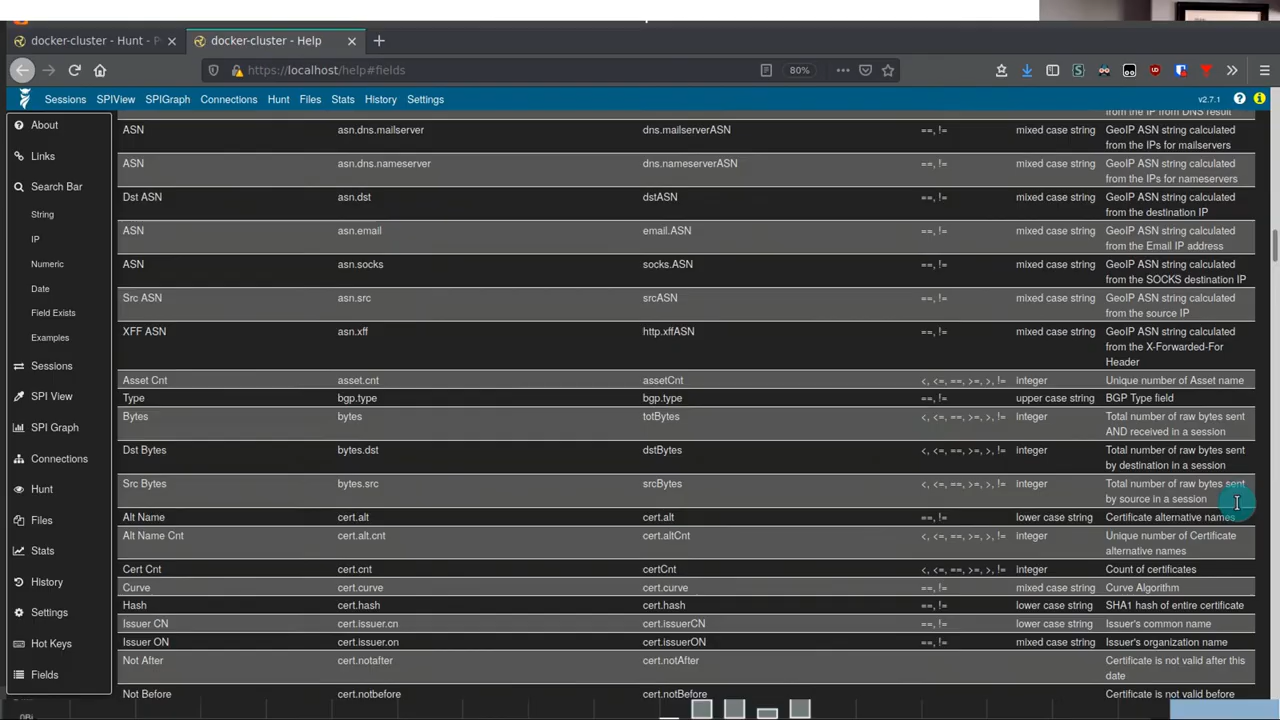 docker-cluster - Hunt - P
docker-cluster - Help
https://localhost/help#fields
80%
Sessions SPIView SPIGraph Connections Hunt Files Stats History Settings
v2.7.1
About
Links
Search Bar
String
IP
Numeric
Date
Field Exists
Examples
Sessions
SPI View
SPI Graph
Connections
Hunt
Files
Stats
History
Settings
Hot Keys
Fields
from the IP from DNS result
ASN asn.dns.mailserver dns.mailserverASN ==, != mixed case string GeoIP ASN string calculated
from the IPs for mailservers
ASN asn.dns.nameserver dns.nameserverASN ==, != mixed case string GeoIP ASN string calculated
from the IPs for nameservers
Dst ASN asn.dst dstASN ==, != mixed case string GeoIP ASN string calculated
from the destination IP
ASN asn.email email.ASN ==, != mixed case string GeoIP ASN string calculated
from the Email IP address
ASN asn.socks socks.ASN ==, != mixed case string GeoIP ASN string calculated
from the SOCKS destination IP
Src ASN asn.src srcASN ==, != mixed case string GeoIP ASN string calculated
from the source IP
XFF ASN asn.xff http.xffASN ==, != mixed case string GeoIP ASN string calculated
from the X-Forwarded-For
Header
Asset Cnt asset.cnt assetCnt <, <=, ==, >=, >, != integer Unique number of Asset name
Type bgp.type bgp.type ==, != upper case string BGP Type field
Bytes bytes totBytes <, <=, ==, >=, >, != integer Total number of raw bytes sent
AND received in a session
Dst Bytes bytes.dst dstBytes <, <=, ==, >=, >, != integer Total number of raw bytes sent
by destination in a session
Src Bytes bytes.src srcBytes <, <=, ==, >=, >, != integer Total number of raw bytes sent
by source in a session
Alt Name cert.alt cert.alt ==, != lower case string Certificate alternative names
Alt Name Cnt cert.alt.cnt cert.altCnt <, <=, ==, >=, >, != integer Unique number of Certificate
alternative names
Cert Cnt cert.cnt certCnt <, <=, ==, >=, >, != integer Count of certificates
Curve cert.curve cert.curve ==, != mixed case string Curve Algorithm
Hash cert.hash cert.hash ==, != lower case string SHA1 hash of entire certificate
Issuer CN cert.issuer.cn cert.issuerCN ==, != lower case string Issuer's common name
Issuer ON cert.issuer.on cert.issuerON ==, != mixed case string Issuer's organization name
Not After cert.notafter cert.notAfter Certificate is not valid after this
date
Not Before cert.notbefore cert.notBefore Certificate is not valid before